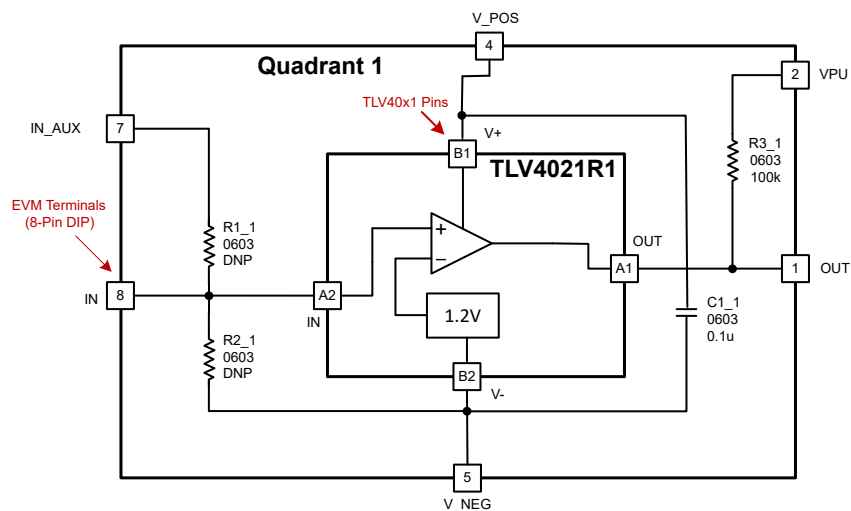 V_POS
4
Quadrant 1
2
VPU
TLV40x1 Pins
IN_AUX
7
V+
B1
R3_1
0603
100k
TLV4021R1
EVM Terminals
(8-Pin DIP)
R1_1
0603
DNP
+
−
OUT
A1
1
OUT
IN
8
A2
IN
1.2V
C1_1
0603
0.1u
R2_1
0603
DNP
B2
V-
5
V_NEG